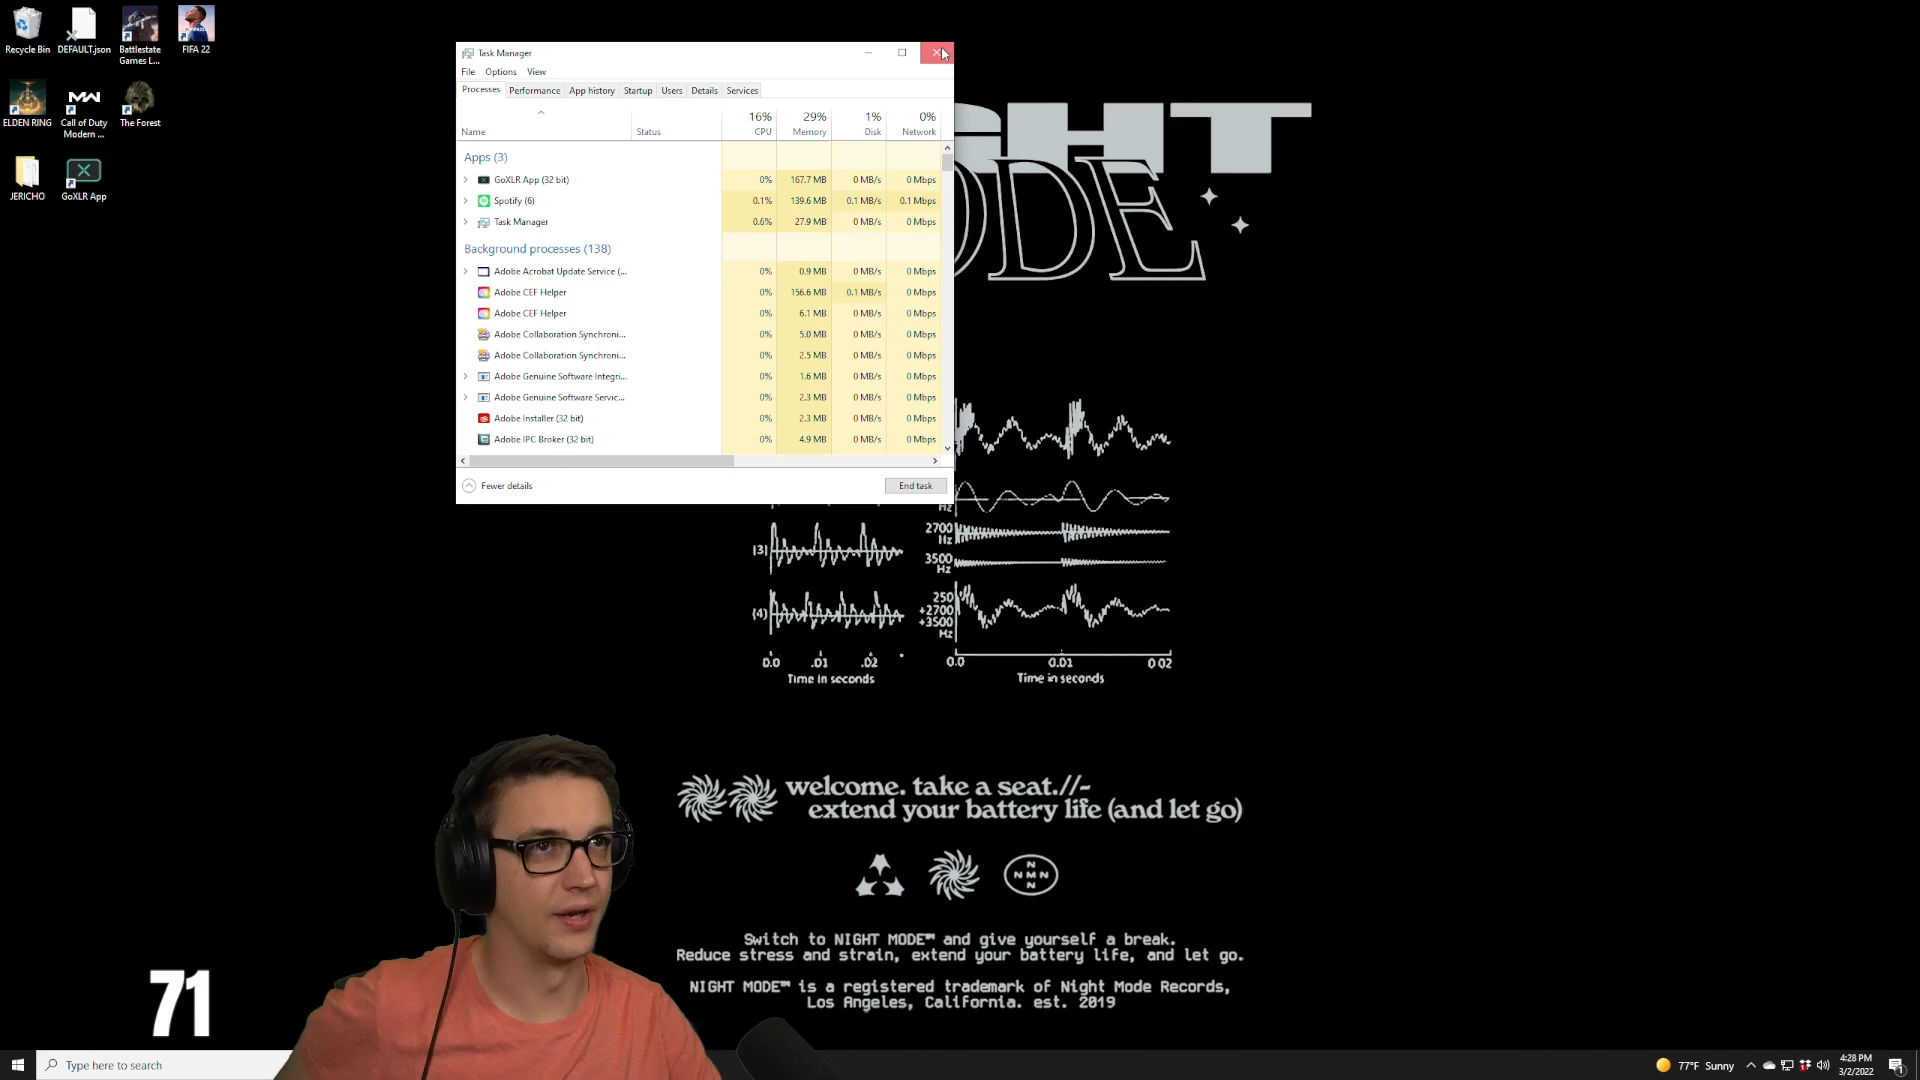 Recycle Bin
DEFAULT.json
Battlestate
Games L...
FIFA 22
ELDEN RING
Call of Duty
Modern ...
The Forest
JERICHO
GoXLR App
Task Manager
File Options View
Processes Performance App history Startup Users Details Services
16% 29% 1% 0%
Name Status CPU Memory Disk Network
Apps (3)
GoXLR App (32 bit) 0% 167.7 MB 0 MB/s 0 Mbps
Spotify (6) 0.1% 139.6 MB 0.1 MB/s 0.1 Mbps
Task Manager 0.6% 27.9 MB 0 MB/s 0 Mbps
Background processes (138)
Adobe Acrobat Update Service (... 0% 0.9 MB 0 MB/s 0 Mbps
Adobe CEF Helper 0% 156.6 MB 0.1 MB/s 0 Mbps
Adobe CEF Helper 0% 6.1 MB 0 MB/s 0 Mbps
Adobe Collaboration Synchroni... 0% 5.0 MB 0 MB/s 0 Mbps
Adobe Collaboration Synchroni... 0% 2.5 MB 0 MB/s 0 Mbps
Adobe Genuine Software Integri... 0% 1.6 MB 0 MB/s 0 Mbps
Adobe Genuine Software Servic... 0% 2.3 MB 0 MB/s 0 Mbps
Adobe Installer (32 bit) 0% 2.3 MB 0 MB/s 0 Mbps
Adobe IPC Broker (32 bit) 0% 4.9 MB 0 MB/s 0 Mbps
Fewer details End task
GHT
ODE
Hz
2700
Hz
(3)
3500
Hz
(4)
250
+2700
+3500
Hz
0.0 .01 .02
Time in seconds
0.0 0.01 0 02
Time in seconds
welcome. take a seat.//-
extend your battery life (and let go)
N
NMN
N
Switch to NIGHT MODE™ and give yourself a break.
Reduce stress and strain, extend your battery life, and let go.
NIGHT MODE™ is a registered trademark of Night Mode Records,
Los Angeles, California. est. 2019
71
Type here to search
77°F Sunny
4:28 PM
3/2/2022
1